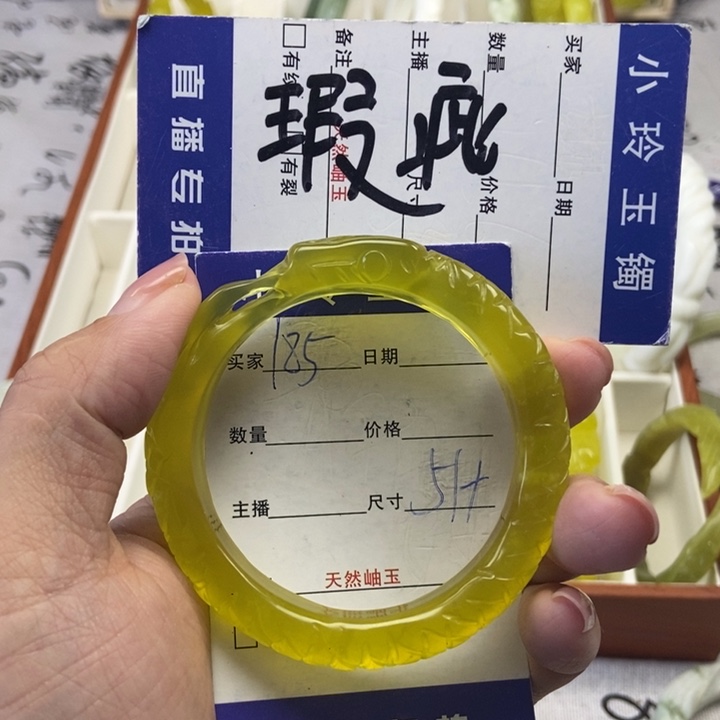 小玲玉镯
买家 日期
数量 价格
主播 尺寸
备注 天然岫玉
有纹 有裂
直播专拍
瑕疵
买家 185 日期
数量 价格
主播 尺寸 51+
天然岫玉